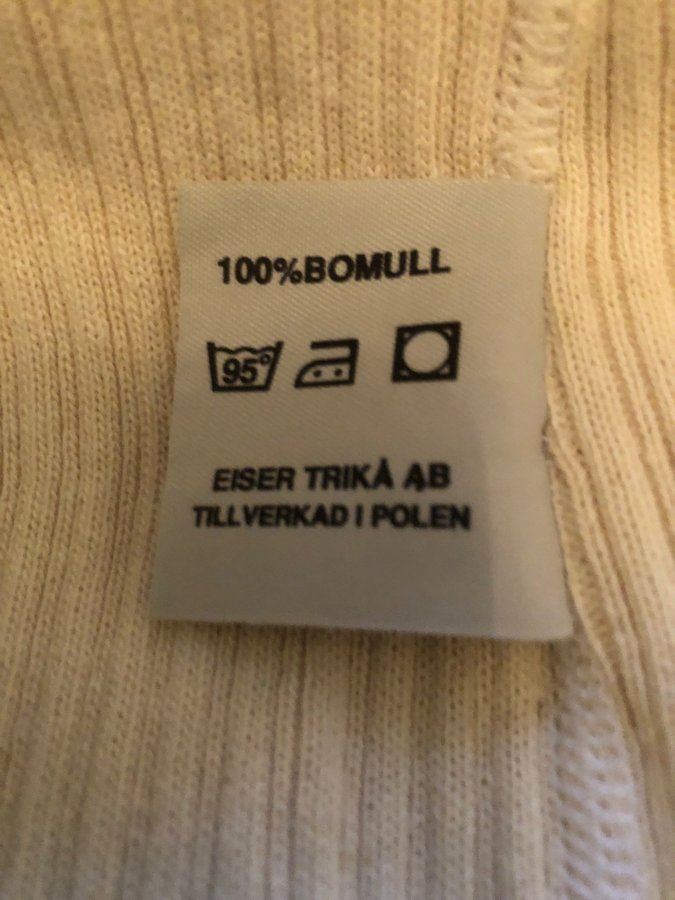 100%BOMULL
95°
EISER TRIKÅ AB
TILLVERKAD I POLEN